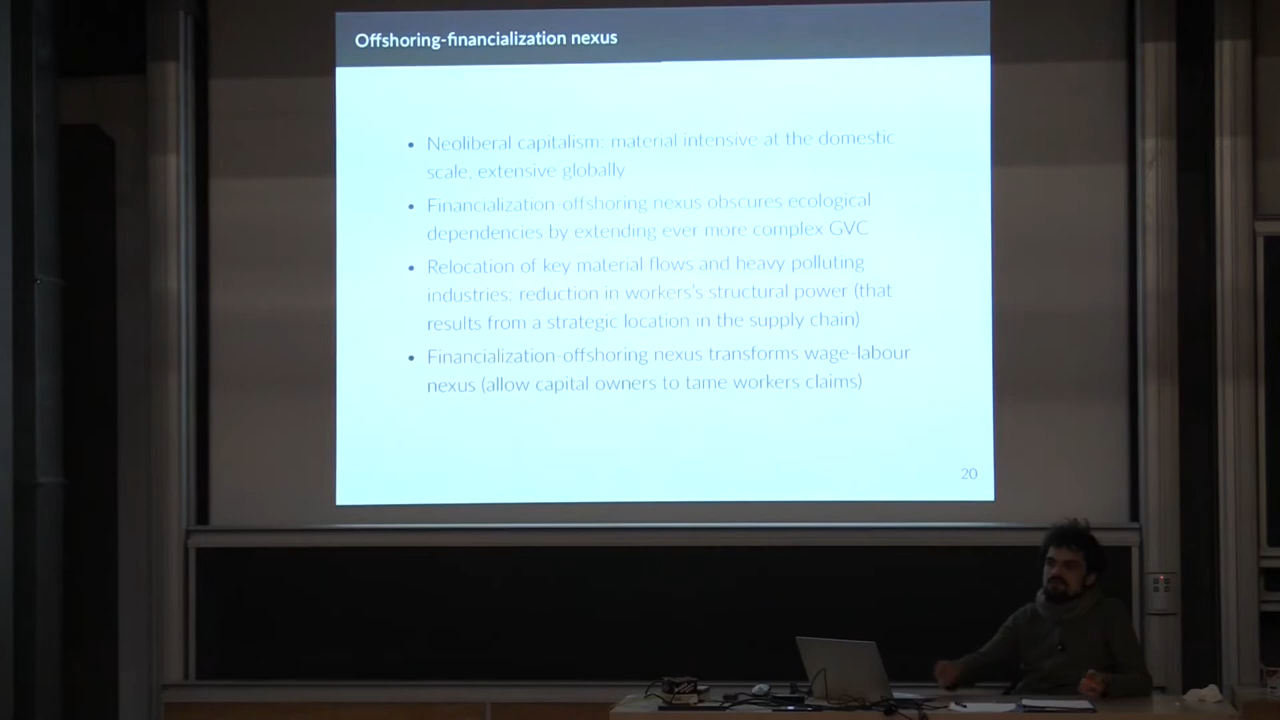 Offshoring-financialization nexus
• Neoliberal capitalism: material intensive at the domestic
scale, extensive globally
• Financialization-offshoring nexus obscures ecological
dependencies by extending ever more complex GVC
• Relocation of key material flows and heavy polluting
industries: reduction in workers's structural power (that
results from a strategic location in the supply chain)
• Financialization-offshoring nexus transforms wage-labour
nexus (allow capital owners to tame workers claims)
20